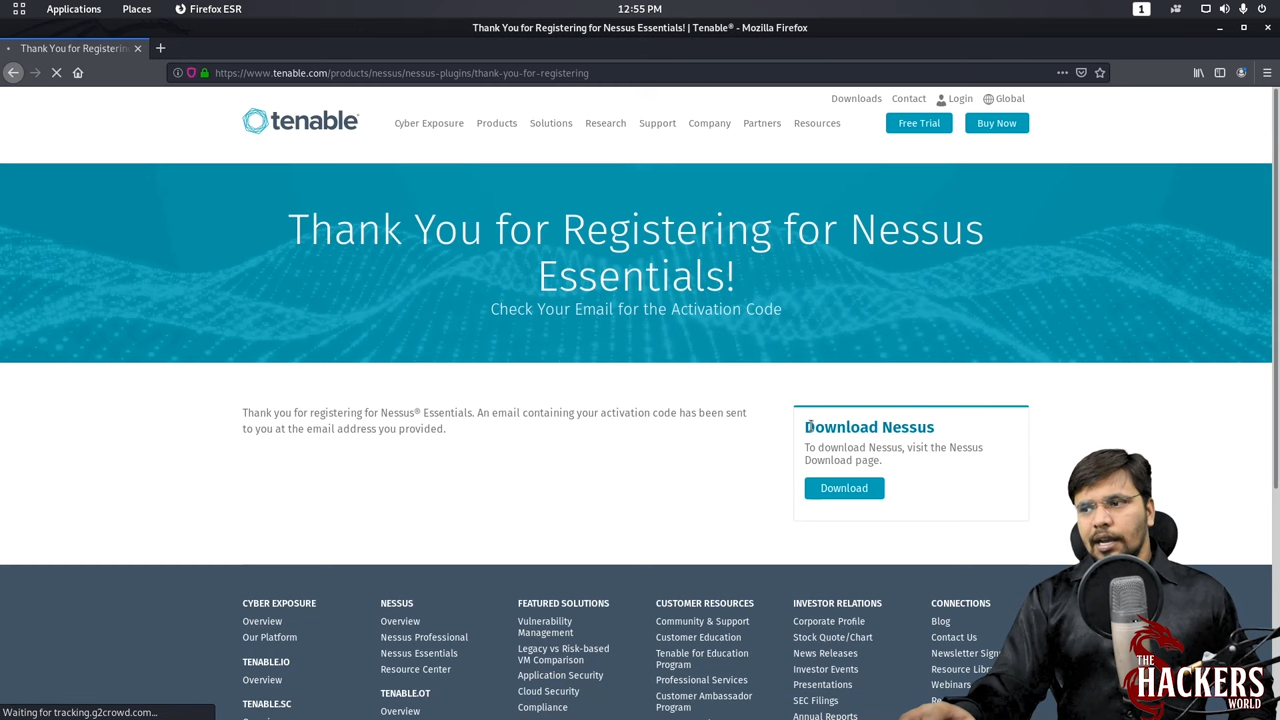 Applications Places Firefox ESR 12:55 PM 1
Thank You for Registering for Nessus Essentials! | Tenable® - Mozilla Firefox
Thank You for Registerin
https://www.tenable.com/products/nessus/nessus-plugins/thank-you-for-registering
Downloads Contact Login Global
tenable
Cyber Exposure Products Solutions Research Support Company Partners Resources Free Trial Buy Now
Thank You for Registering for Nessus
Essentials!
Check Your Email for the Activation Code
Thank you for registering for Nessus® Essentials. An email containing your activation code has been sent
to you at the email address you provided.
Download Nessus
To download Nessus, visit the Nessus
Download page.
Download
CYBER EXPOSURE
Overview
Our Platform
TENABLE.IO
Overview
TENABLE.SC
NESSUS
Overview
Nessus Professional
Nessus Essentials
Resource Center
TENABLE.OT
Overview
FEATURED SOLUTIONS
Vulnerability
Management
Legacy vs Risk-based
VM Comparison
Application Security
Cloud Security
Compliance
CUSTOMER RESOURCES
Community & Support
Customer Education
Tenable for Education
Program
Professional Services
Customer Ambassador
Program
INVESTOR RELATIONS
Corporate Profile
Stock Quote/Chart
News Releases
Investor Events
Presentations
SEC Filings
Annual Reports
CONNECTIONS
Blog
Contact Us
Newsletter Sign
Resource Libr
Webinars
Waiting for tracking.g2crowd.com...
THE
HACKERS
WORLD